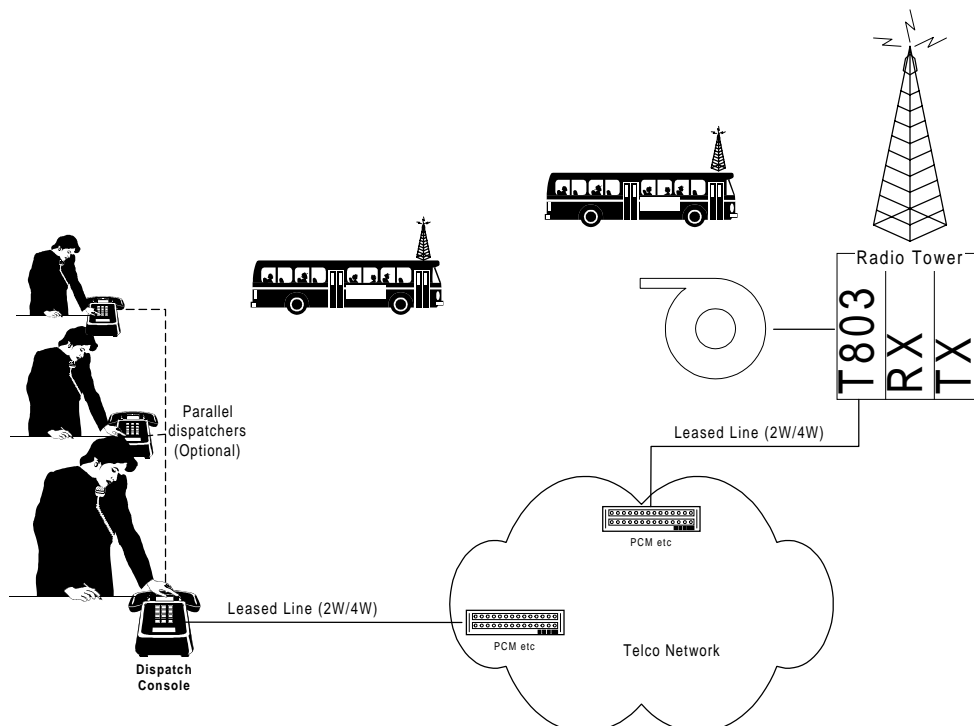 Radio Tower
T803
RX
TX
Parallel
dispatchers
(Optional)
Leased Line (2W/4W)
PCM etc
Leased Line (2W/4W)
PCM etc
Telco Network
Dispatch
Console